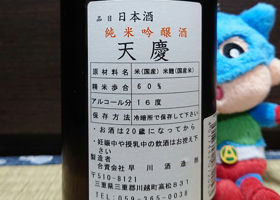 品目 日本酒
純米吟醸酒
天慶
原材料名 米(国産) 米麹(国産米)
精米歩合 60%
アルコール分 16度
保存方法 冷暗所で保存して下さい
・お酒は20歳になってから
・妊娠中や授乳中の飲酒はお控え下さい
製造者 合資会社 早川酒造部
〒510-8121
三重県三重郡川越町高松831
TEL 059-365-0038